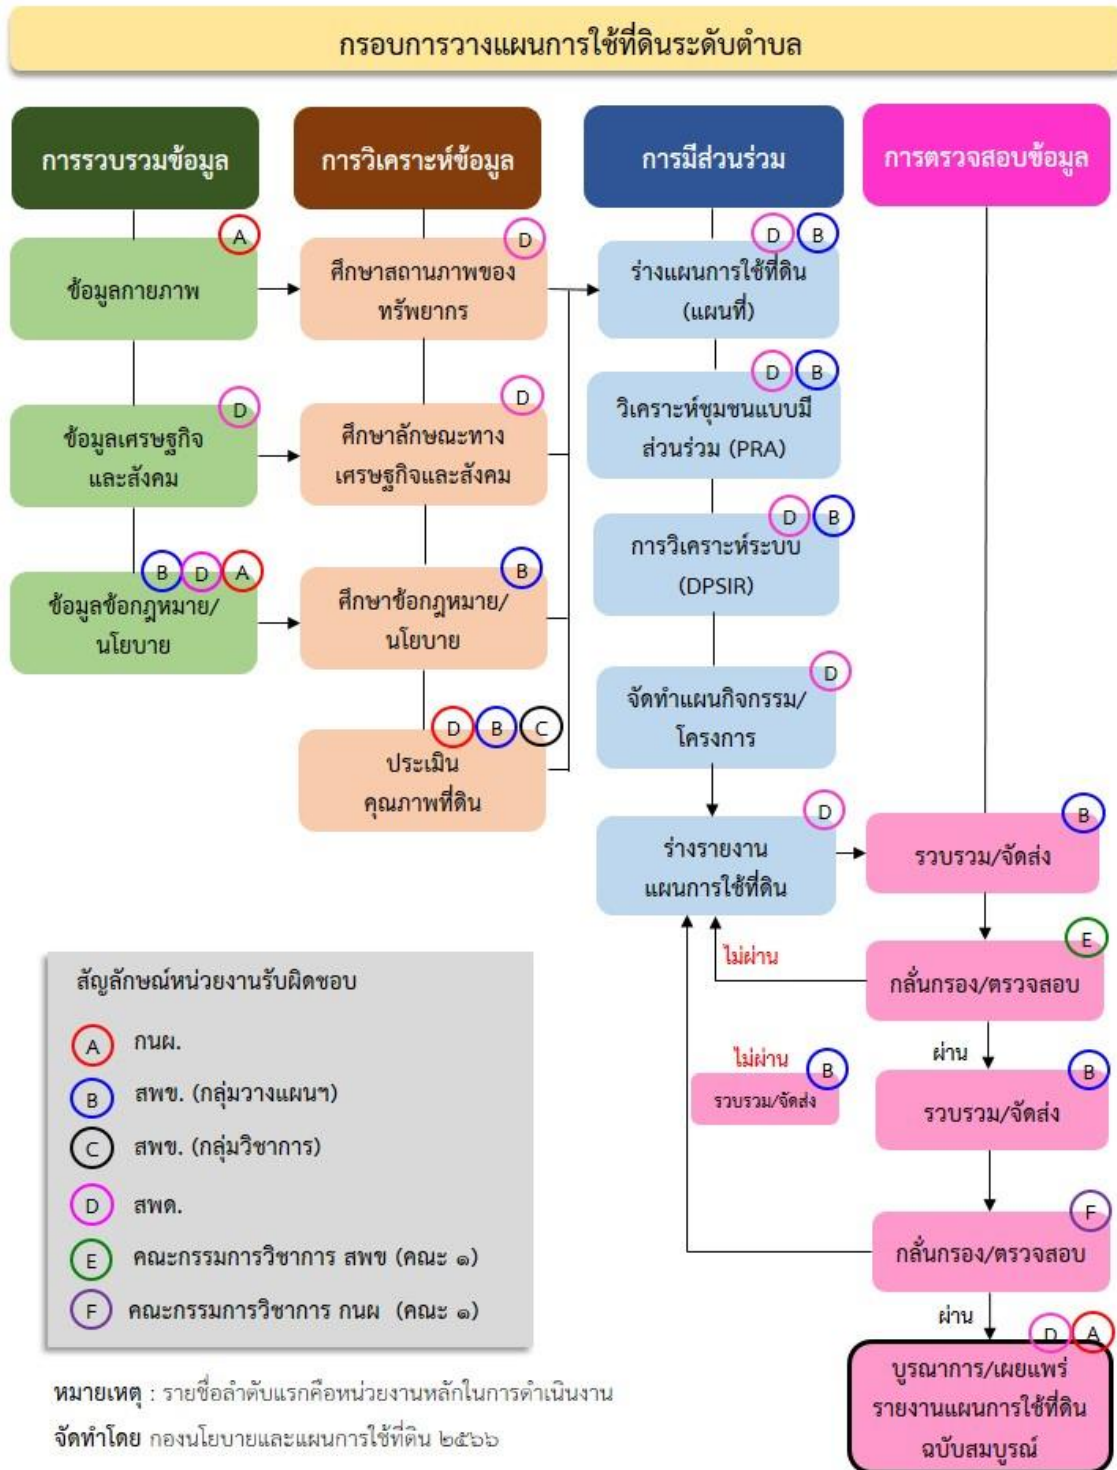 กรอบการวางแผนการใช้ที่ดินระดับตำบล
การรวบรวมข้อมูล
A
ข้อมูลกายภาพ
D
ข้อมูลเศรษฐกิจ
และสังคม
B D A
ข้อมูลข้อกฎหมาย/
นโยบาย
การวิเคราะห์ข้อมูล
D
ศึกษาสถานภาพของ
ทรัพยากร
D
ศึกษาลักษณะทาง
เศรษฐกิจและสังคม
B
ศึกษาข้อกฎหมาย/
นโยบาย
D B C
ประเมิน
คุณภาพที่ดิน
การมีส่วนร่วม
D B
ร่างแผนการใช้ที่ดิน
(แผนที่)
D B
วิเคราะห์ชุมชนแบบมี
ส่วนร่วม (PRA)
D B
การวิเคราะห์ระบบ
(DPSIR)
D
จัดทำแผนกิจกรรม/
โครงการ
D
ร่างรายงาน
แผนการใช้ที่ดิน
การตรวจสอบข้อมูล
B
รวบรวม/จัดส่ง
E
กลั่นกรอง/ตรวจสอบ
ไม่ผ่าน
ผ่าน
B
รวบรวม/จัดส่ง
ไม่ผ่าน
B
รวบรวม/จัดส่ง
F
กลั่นกรอง/ตรวจสอบ
ผ่าน
D A
บูรณาการ/เผยแพร่
รายงานแผนการใช้ที่ดิน
ฉบับสมบูรณ์
สัญลักษณ์หน่วยงานรับผิดชอบ
A กนผ.
B สพข. (กลุ่มวางแผนฯ)
C สพข. (กลุ่มวิชาการ)
D สพด.
E คณะกรรมการวิชาการ สพข (คณะ ๑)
F คณะกรรมการวิชาการ กนผ (คณะ ๑)
หมายเหตุ : รายชื่อลำดับแรกคือหน่วยงานหลักในการดำเนินงาน
จัดทำโดย กองนโยบายและแผนการใช้ที่ดิน ๒๕๖๖